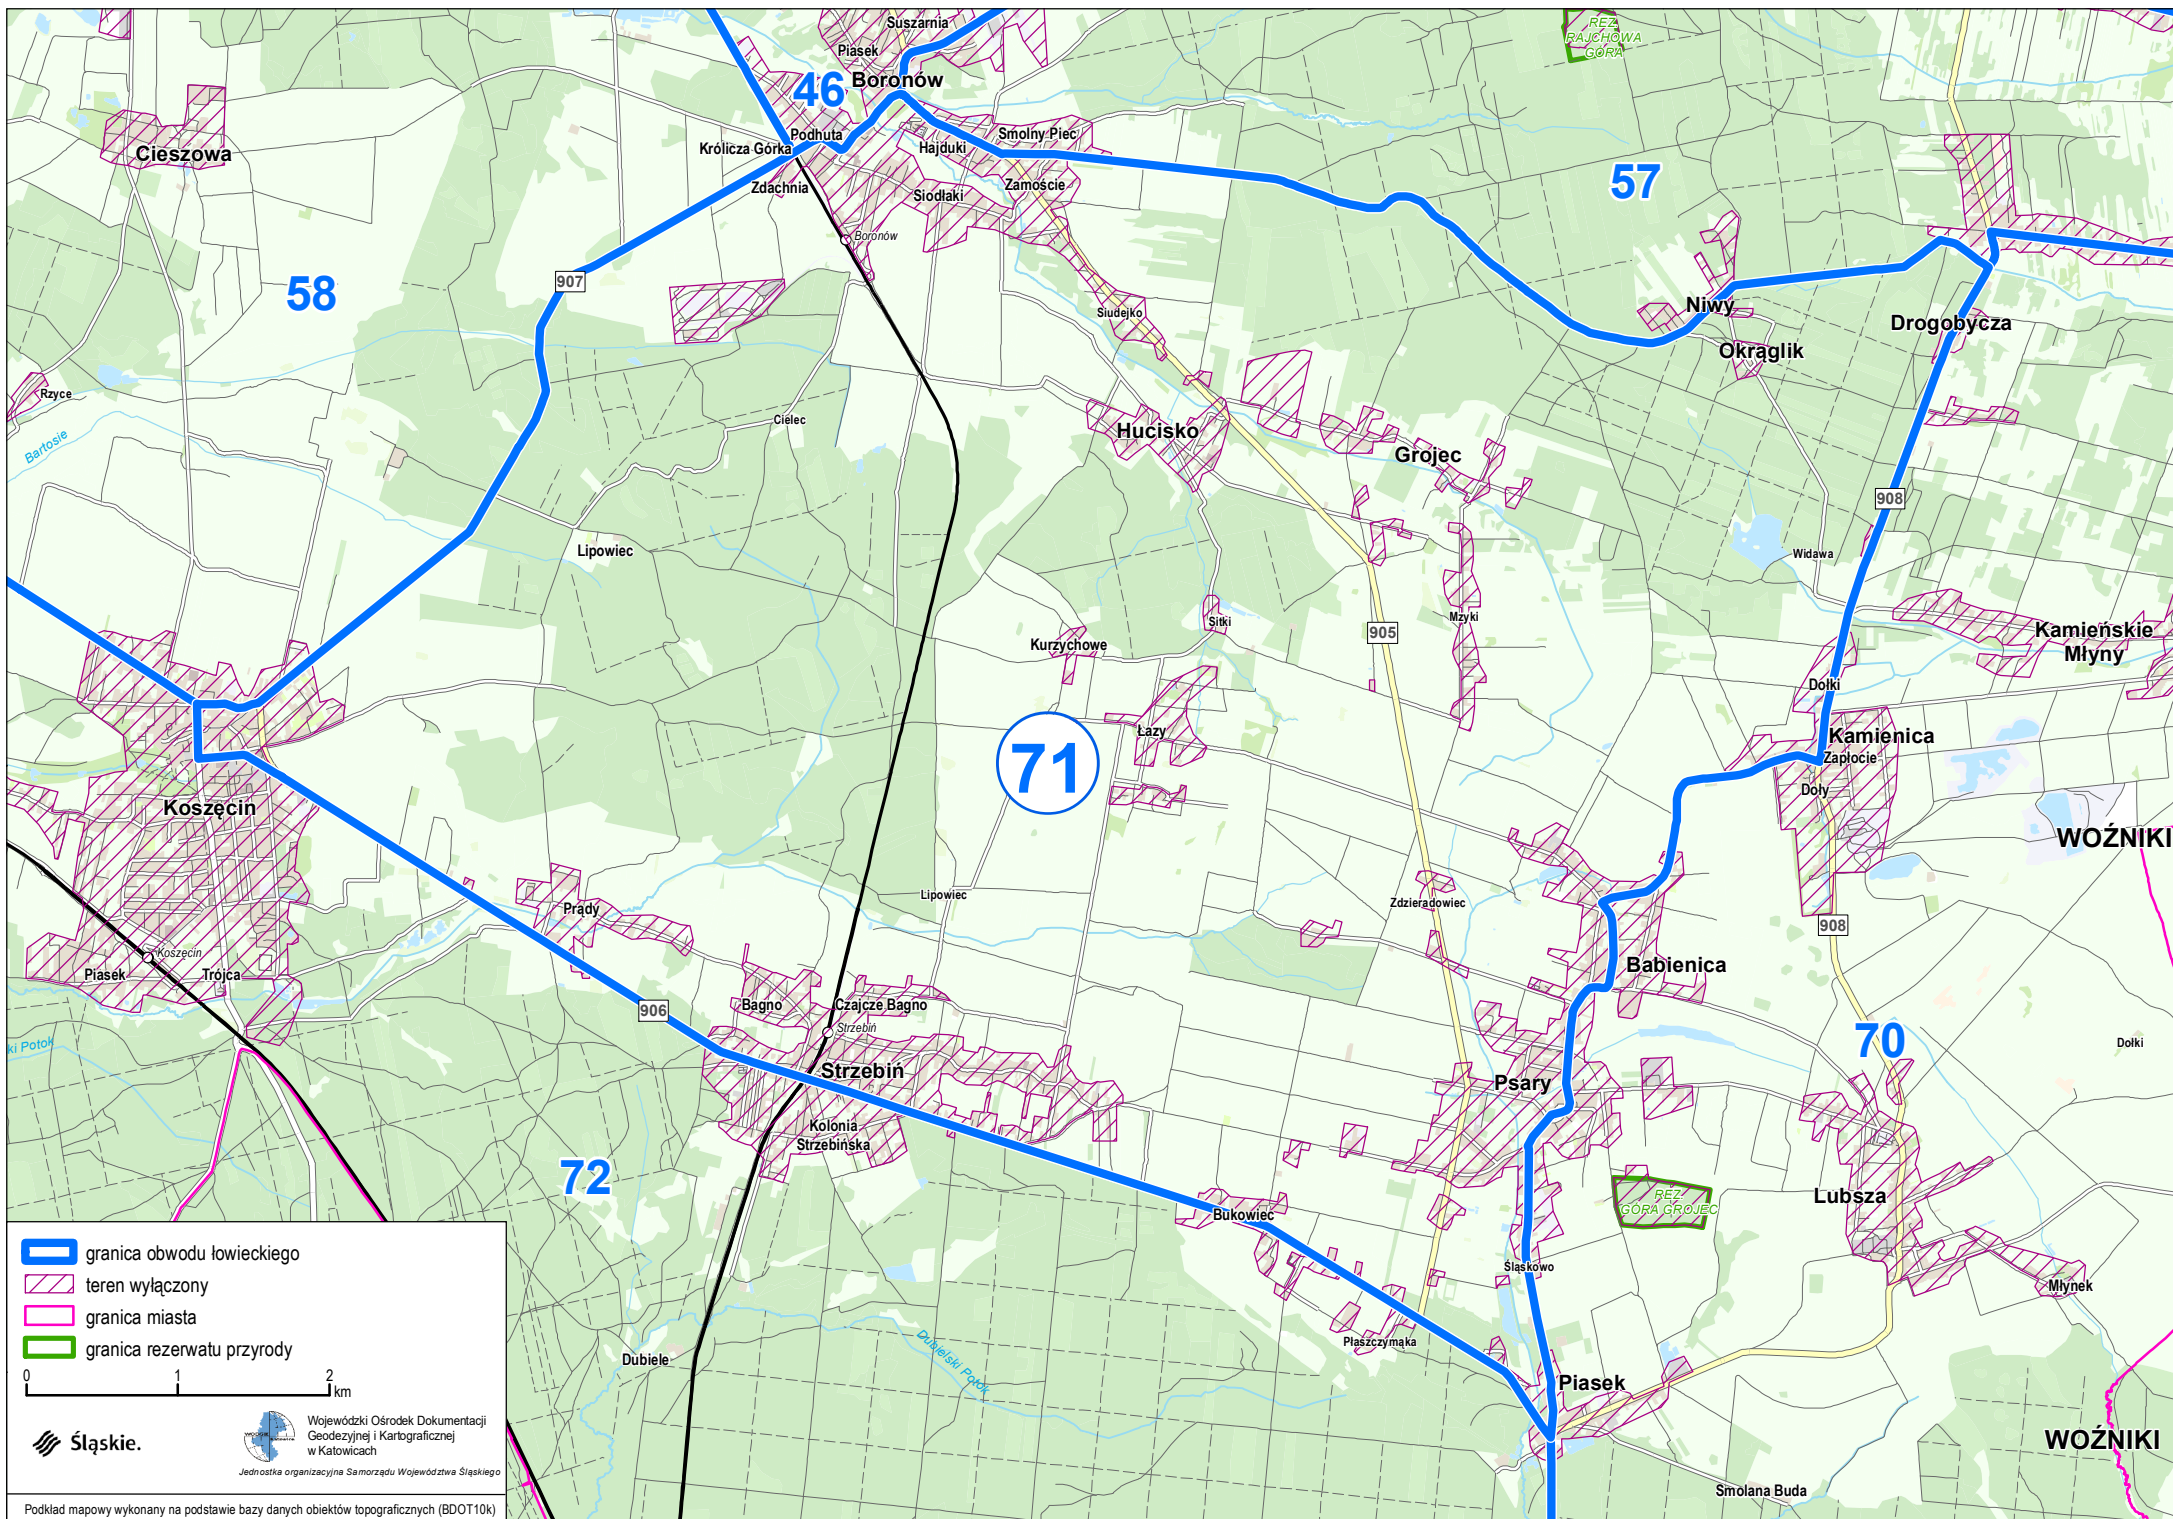 Suszarnia
Piasek
46
Boronów
REZ.
RAJCHOWA
GÓRA
Cieszowa
Podhuta
Królicza Górka
Hajduki
Smolny Piec
57
Zdachnia
Siodłaki
Zamoście
Boronów
58
907
Siudejko
Niwy
Drogobycza
Okrąglik
Rzyce
Bartosie
Cielec
Hucisko
Grojec
908
Lipowiec
Widawa
Sitki
Mzyki
905
Kurzychowe
Kamieńskie
Młyny
Dołki
71
Łazy
Kamienica
Zapłocie
Doły
Koszęcin
WOŹNIKI
Lipowiec
Zdzieradowiec
Prądy
908
Koszęcin
Piasek
Trójca
Babienica
906
Bagno
Czajcze Bagno
Strzebiń
ki Potok
70
Dołki
Strzebiń
Psary
Kolonia
Strzebińska
72
REZ.
GÓRA GROJEC
Lubsza
Bukowiec
Śląskowo
Młynek
Płaszczymąka
Dubiele
Dubielski Potok
Piasek
WOŹNIKI
Smolana Buda
granica obwodu łowieckiego
teren wyłączony
granica miasta
granica rezerwatu przyrody
0 1 2
km
Śląskie.
Wojewódzki Ośrodek Dokumentacji
Geodezyjnej i Kartograficznej
w Katowicach
Jednostka organizacyjna Samorządu Województwa Śląskiego
Podkład mapowy wykonany na podstawie bazy danych obiektów topograficznych (BDOT10k)